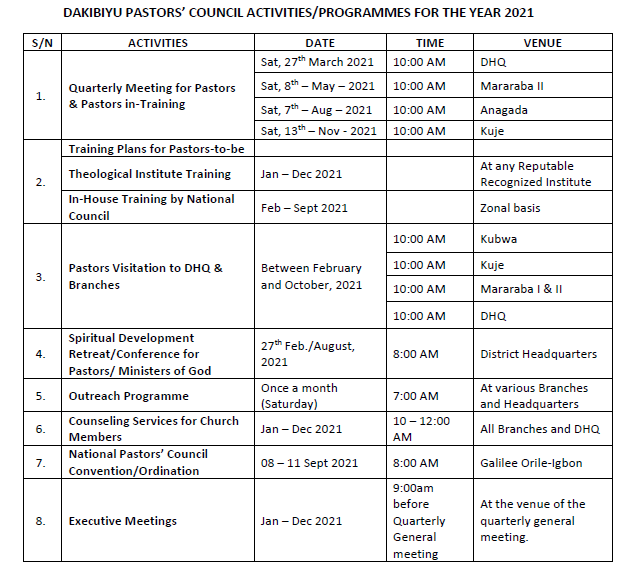 DAKIBIYU PASTORS’ COUNCIL ACTIVITIES/PROGRAMMES FOR THE YEAR 2021
S/N ACTIVITIES DATE TIME VENUE
1. Quarterly Meeting for Pastors
& Pastors in-Training
Sat, 27th March 2021 10:00 AM DHQ
Sat, 8th – May – 2021 10:00 AM Mararaba II
Sat, 7th – Aug – 2021 10:00 AM Anagada
Sat, 13th – Nov - 2021 10:00 AM Kuje
2. Training Plans for Pastors-to-be
Theological Institute Training Jan – Dec 2021 At any Reputable
Recognized Institute
In-House Training by National
Council
Feb – Sept 2021 Zonal basis
3. Pastors Visitation to DHQ &
Branches
Between February
and October, 2021
10:00 AM Kubwa
10:00 AM Kuje
10:00 AM Mararaba I & II
10:00 AM DHQ
4. Spiritual Development
Retreat/Conference for
Pastors/ Ministers of God
27th Feb./August,
2021
8:00 AM District Headquarters
5. Outreach Programme Once a month
(Saturday)
7:00 AM At various Branches
and Headquarters
6. Counseling Services for Church
Members
Jan – Dec 2021 10 – 12:00
AM
All Branches and DHQ
7. National Pastors’ Council
Convention/Ordination
08 – 11 Sept 2021 8:00 AM Galilee Orile-Igbon
8. Executive Meetings Jan – Dec 2021 9:00am
before
Quarterly
General
meeting
At the venue of the
quarterly general
meeting.